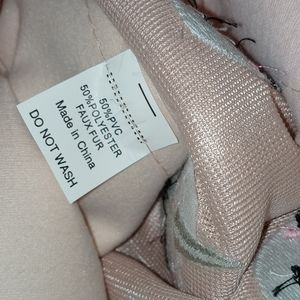 50%PVC
50%POLYESTER
FAUX FUR
Made in China
DO NOT WASH